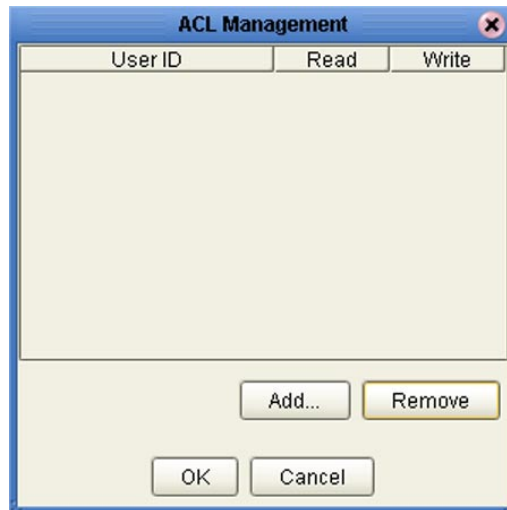 ACL Management
User ID Read Write
Add... Remove
OK Cancel